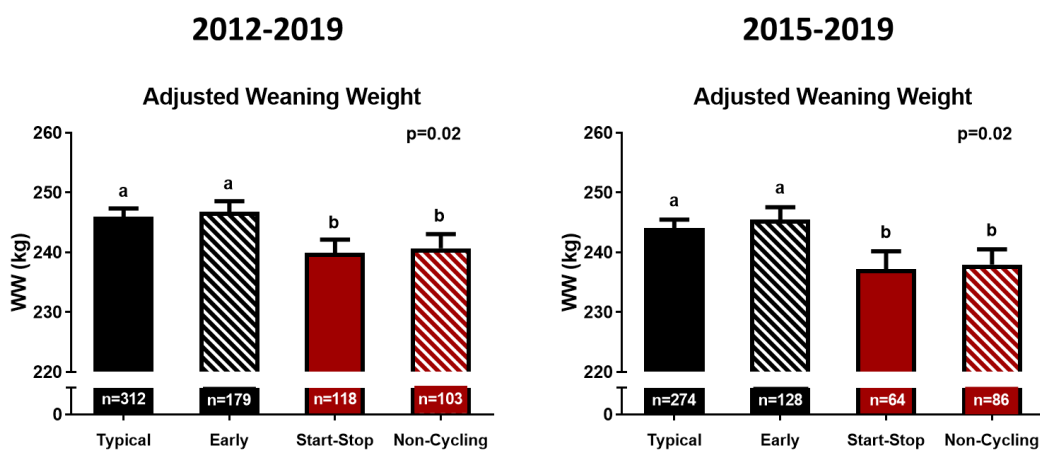 2012-2019
Adjusted Weaning Weight
p=0.02
260
250
240
230
220
0
WW (kg)
a
a
b
b
n=312
n=179
n=118
n=103
Typical
Early
Start-Stop
Non-Cycling
2015-2019
Adjusted Weaning Weight
p=0.02
260
250
240
230
220
0
WW (kg)
a
a
b
b
n=274
n=128
n=64
n=86
Typical
Early
Start-Stop
Non-Cycling